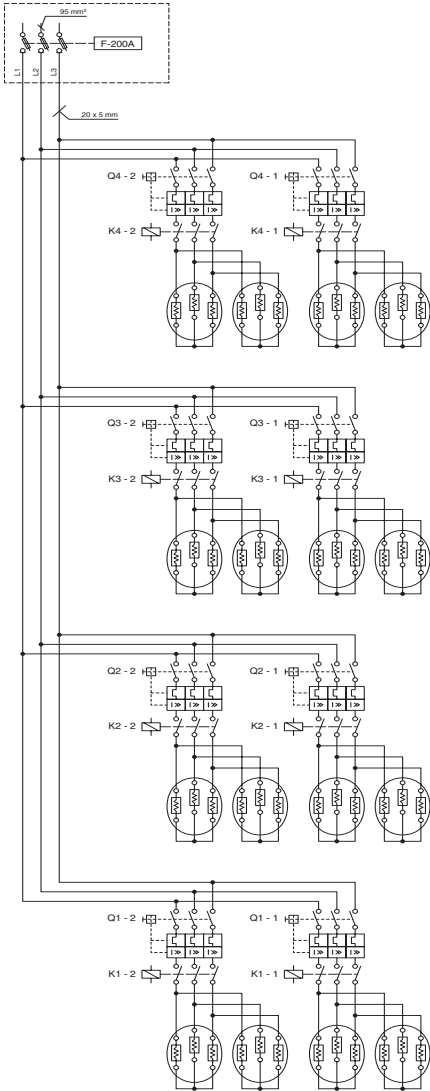 95 mm²
F-200A
L1 L2 L3
20 x 5 mm
Q4 - 2 Q4 - 1
I≫ I≫ I≫ I≫ I≫ I≫
K4 - 2 K4 - 1
Q3 - 2 Q3 - 1
I≫ I≫ I≫ I≫ I≫ I≫
K3 - 2 K3 - 1
Q2 - 2 Q2 - 1
I≫ I≫ I≫ I≫ I≫ I≫
K2 - 2 K2 - 1
Q1 - 2 Q1 - 1
I≫ I≫ I≫ I≫ I≫ I≫
K1 - 2 K1 - 1